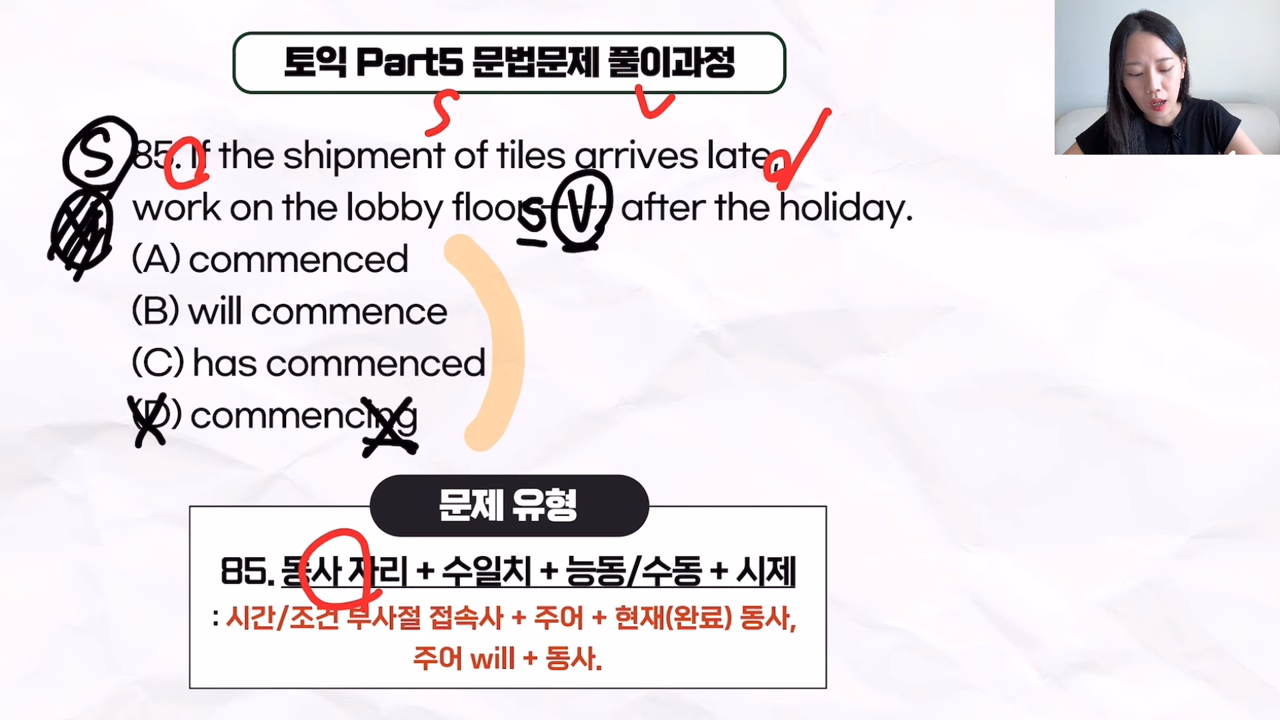 토익 Part5 문법문제 풀이과정
S V
S 85. If the shipment of tiles arrives late,
work on the lobby floor S V after the holiday.
(A) commenced
(B) will commence
(C) has commenced
(D) commencing
문제 유형
85. 동사 자리 + 수일치 + 능동/수동 + 시제
: 시간/조건 부사절 접속사 + 주어 + 현재(완료) 동사,
주어 will + 동사.